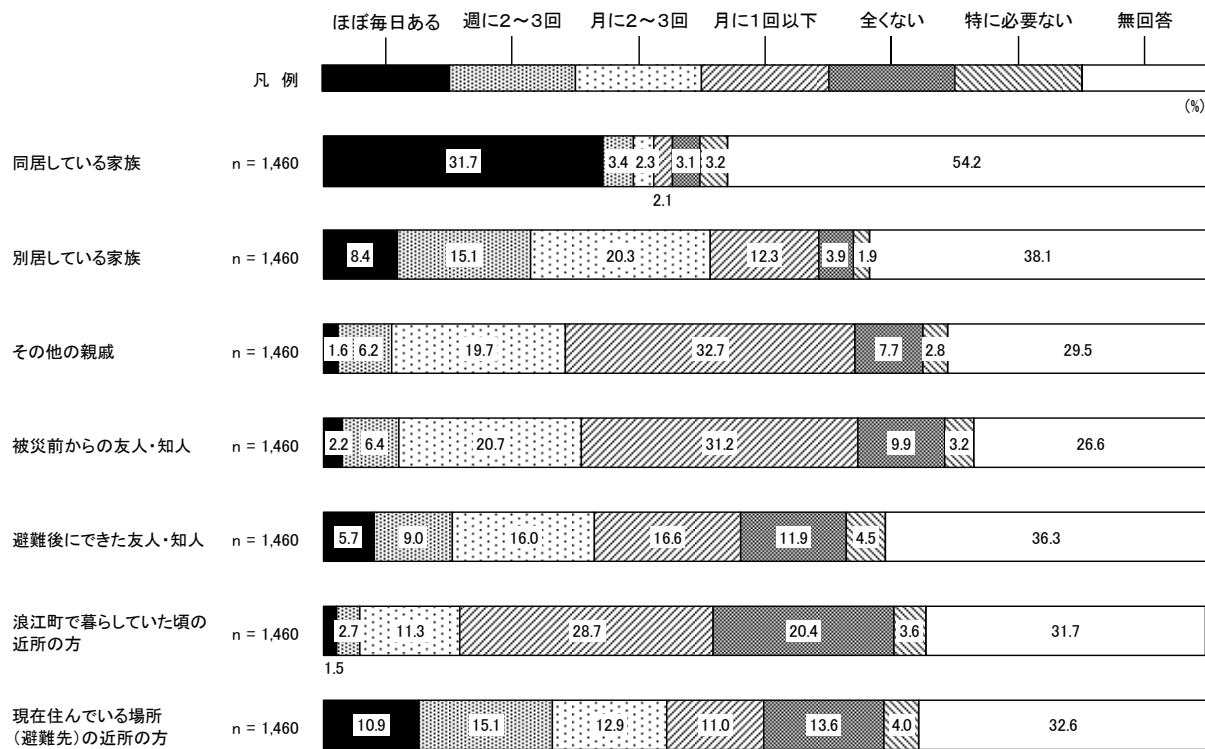 ほぼ毎日ある 週に２～３回 月に２～３回 月に１回以下 全くない 特に必要ない 無回答
凡 例
(%)
同居している家族 n = 1,460 31.7 3.4 2.3 3.1 3.2 54.2
2.1
別居している家族 n = 1,460 8.4 15.1 20.3 12.3 3.9 1.9 38.1
その他の親戚 n = 1,460 1.6 6.2 19.7 32.7 7.7 2.8 29.5
被災前からの友人・知人 n = 1,460 2.2 6.4 20.7 31.2 9.9 3.2 26.6
避難後にできた友人・知人 n = 1,460 5.7 9.0 16.0 16.6 11.9 4.5 36.3
浪江町で暮らしていた頃の
近所の方 n = 1,460 2.7 11.3 28.7 20.4 3.6 31.7
1.5
現在住んでいる場所
（避難先）の近所の方 n = 1,460 10.9 15.1 12.9 11.0 13.6 4.0 32.6